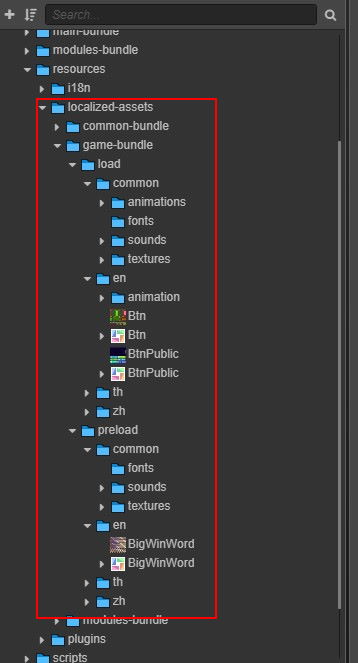 Search...
main-bundle
modules-bundle
resources
i18n
localized-assets
common-bundle
game-bundle
load
common
animations
fonts
sounds
textures
en
animation
Btn
Btn
BtnPublic
BtnPublic
th
zh
preload
common
fonts
sounds
textures
en
BigWinWord
BigWinWord
th
zh
modules-bundle
plugins
scripts